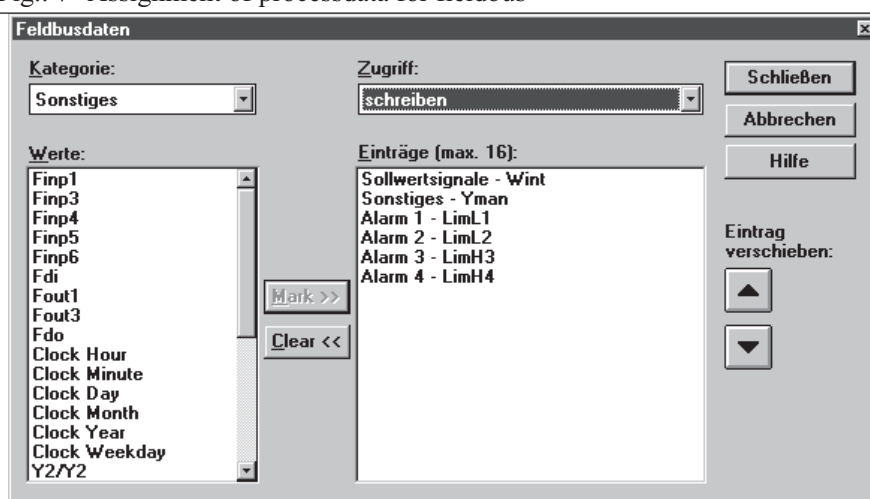 Fig.: 7 Assignment of processdata for fieldbus
Feldbusdaten
Kategorie:
Sonstiges
Zugriff:
schreiben
Schließen
Abbrechen
Hilfe
Werte:
Finp1
Finp3
Finp4
Finp5
Finp6
Fdi
Fout1
Fout3
Fdo
Clock Hour
Clock Minute
Clock Day
Clock Month
Clock Year
Clock Weekday
Y2/Y2
Mark >>
Clear <<
Einträge (max. 16):
Sollwertsignale - Wint
Sonstiges - Yman
Alarm 1 - LimL1
Alarm 2 - LimL2
Alarm 3 - LimH3
Alarm 4 - LimH4
Eintrag
verschieben: